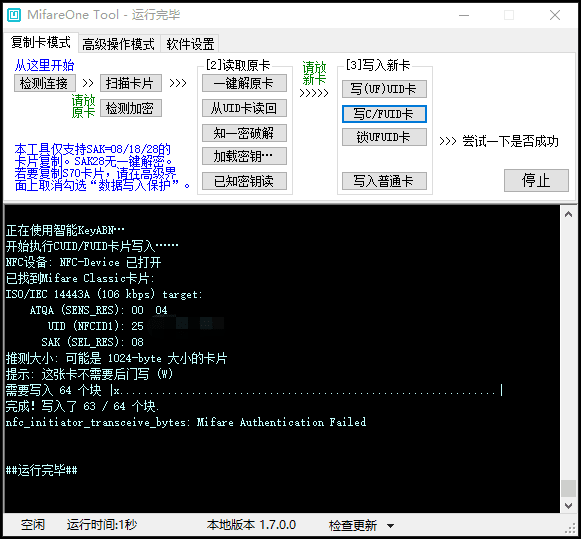 MifareOne Tool - 运行完毕
复制卡模式 高级操作模式 软件设置
从这里开始
检测连接 >> 扫描卡片 >>>
请放
原卡
检测加密
本工具仅支持SAK=08/18/28的
卡片复制。SAK28无一键解密。
若要复制S70卡片，请在高级界
面上取消勾选“数据写入保护”。
[2]读取原卡
一键解原卡
从UID卡读回
知一密破解
加载密钥…
已知密钥读
请放
新卡
>>>>>
[3]写入新卡
写(UF)UID卡
写C/FUID卡
锁UFUID卡
写入普通卡
>>> 尝试一下是否成功
停止
正在使用智能KeyABN…
开始执行CUID/FUID卡片写入……
NFC设备: NFC-Device 已打开
已找到Mifare Classic卡片:
ISO/IEC 14443A (106 kbps) target:
ATQA (SENS_RES): 00 04
UID (NFCID1): 25
SAK (SEL_RES): 08
推测大小: 可能是 1024-byte 大小的卡片
提示: 这张卡不需要后门写 (W)
需要写入 64 个块 |x...............................................................|
完成! 写入了 63 / 64 个块.
nfc_initiator_transceive_bytes: Mifare Authentication Failed
##运行完毕##
空闲 运行时间:1秒 本地版本 1.7.0.0 检查更新